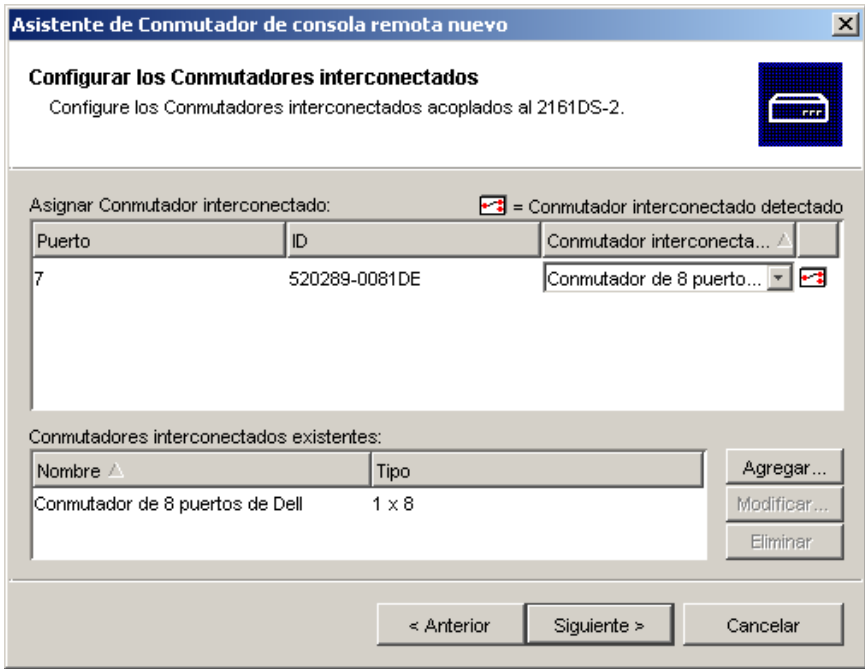 Asistente de Conmutador de consola remota nuevo
Configurar los Conmutadores interconectados
Configure los Conmutadores interconectados acoplados al 2161DS-2.
Asignar Conmutador interconectado:
= Conmutador interconectado detectado
Puerto ID Conmutador interconecta...
7 520289-0081DE Conmutador de 8 puerto...
Conmutadores interconectados existentes:
Nombre Tipo
Conmutador de 8 puertos de Dell 1 x 8
Agregar...
Modificar...
Eliminar
< Anterior Siguiente > Cancelar